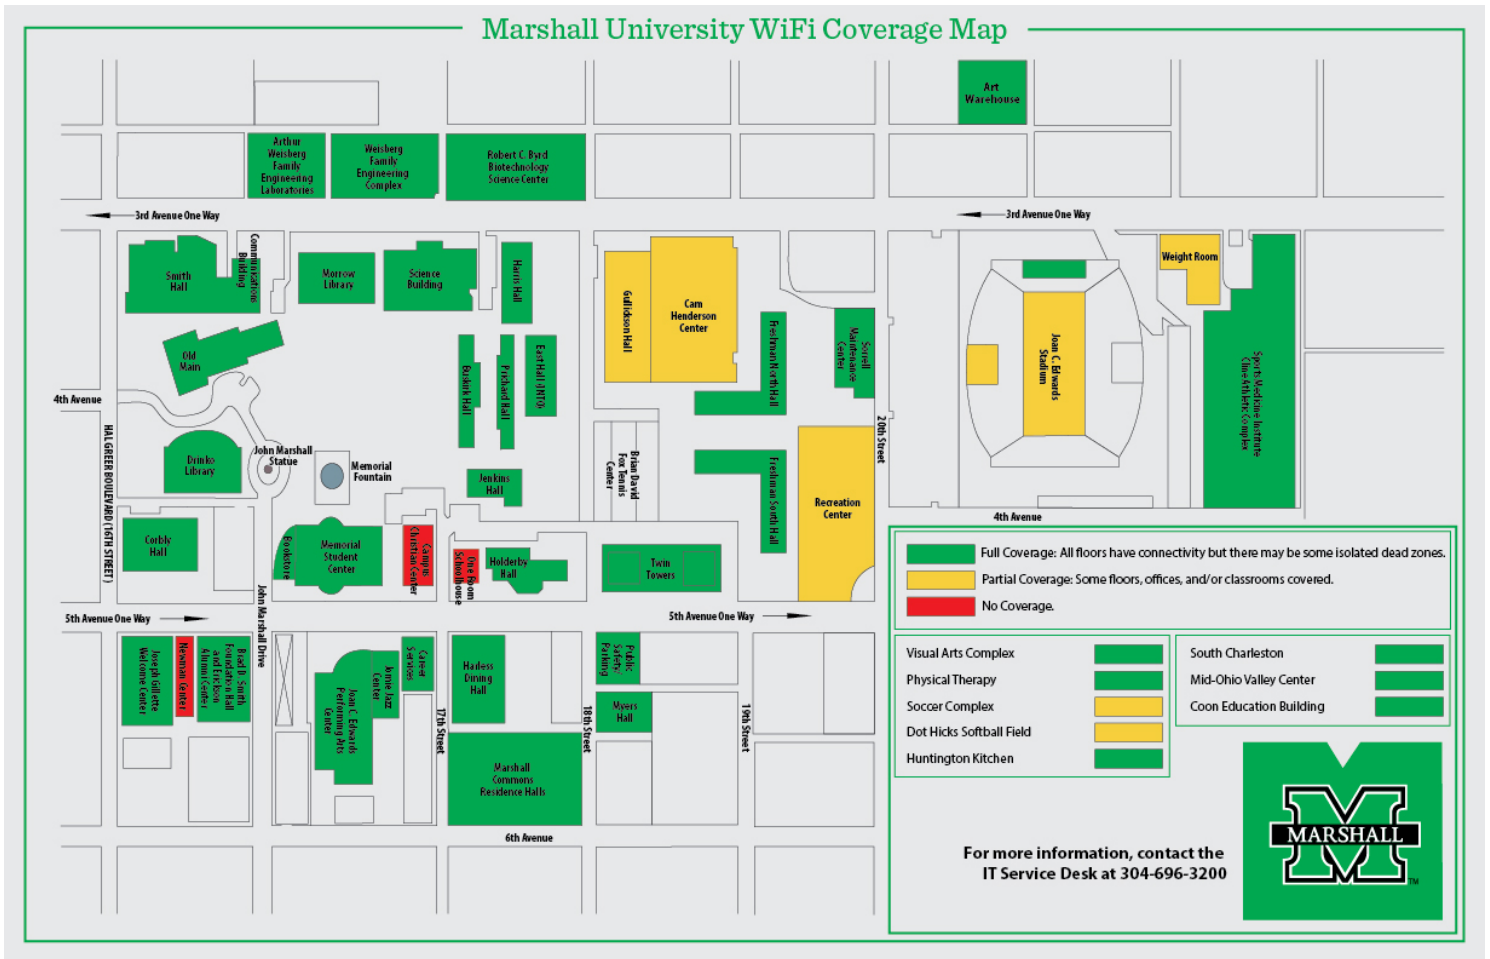 Marshall University WiFi Coverage Map
Art
Warehouse
Arthur
Weisberg
Family
Engineering
Laboratories
Weisberg
Family
Engineering
Complex
Robert C. Byrd
Biotechnology
Science Center
3rd Avenue One Way
3rd Avenue One Way
Smith
Hall
Communications
Building
Morrow
Library
Science
Building
Harris Hall
Gullickson Hall
Cam
Henderson
Center
Freshman North Hall
Sorrell
Maintenance
Center
Joan C. Edwards
Stadium
Weight Room
Sports Medicine Institute
Cline Athletic Complex
Old
Main
Buskirk Hall
Prichard Hall
East Hall (INTO)
4th Avenue
HAL GREER BOULEVARD (16TH STREET)
Drinko
Library
John Marshall
Statue
Memorial
Fountain
Jenkins
Hall
Brian David
Fox Tennis
Center
Freshman South Hall
Recreation
Center
20th Street
4th Avenue
Corbly
Hall
Bookstore
Memorial
Student
Center
Campus
Christian Center
One Room
Schoolhouse
Holderby
Hall
Twin
Towers
John Marshall Drive
5th Avenue One Way
5th Avenue One Way
Joseph Gillette
Welcome Center
Newman Center
Brad D. Smith
Foundation Hall
and Erickson
Alumni Center
Joan C. Edwards
Performing Arts
Center
Jomie Jazz
Center
Career
Services
17th Street
Harless
Dining
Hall
18th Street
Public
Safety/
Parking
Myers
Hall
19th Street
Marshall
Commons
Residence Halls
6th Avenue
Full Coverage: All floors have connectivity but there may be some isolated dead zones.
Partial Coverage: Some floors, offices, and/or classrooms covered.
No Coverage.
Visual Arts Complex
Physical Therapy
Soccer Complex
Dot Hicks Softball Field
Huntington Kitchen
South Charleston
Mid-Ohio Valley Center
Coon Education Building
For more information, contact the
IT Service Desk at 304-696-3200
M
MARSHALL
TM